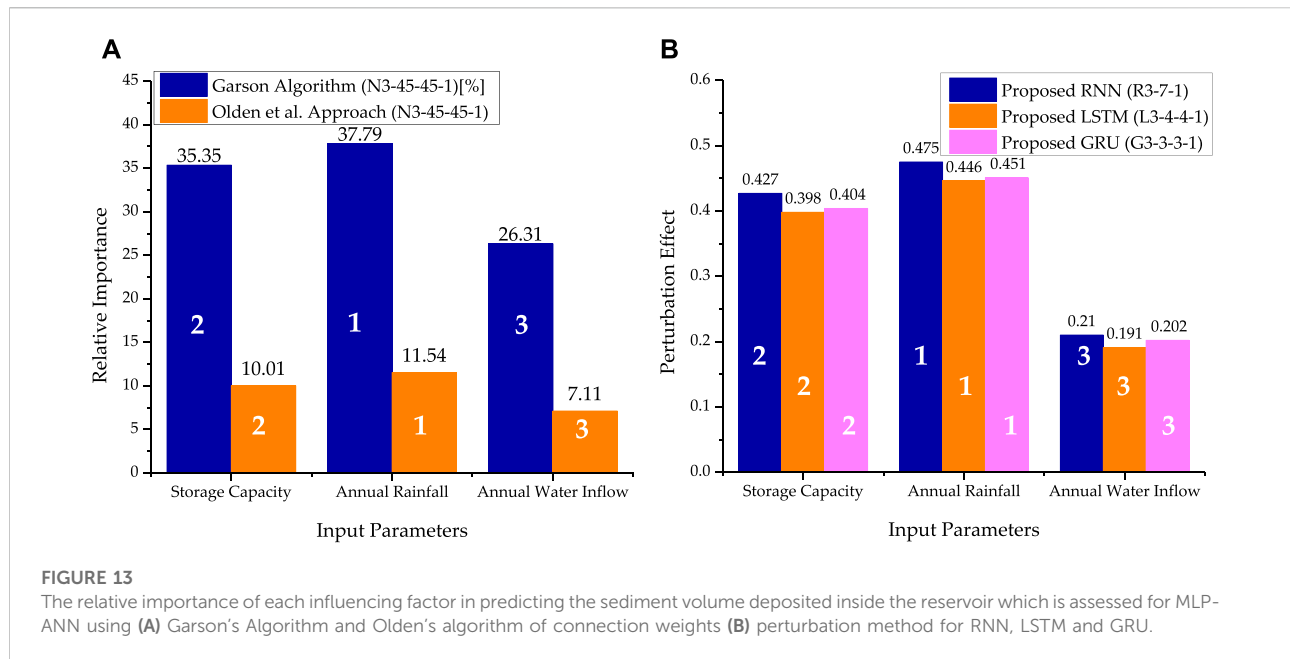 A
Garson Algorithm (N3-45-45-1)[%]
Olden et al. Approach (N3-45-45-1)
45
40
35
30
25
20
15
10
5
0
Relative Importance
35.35
37.79
26.31
10.01
11.54
7.11
2
1
3
2
1
3
Storage Capacity
Annual Rainfall
Annual Water Inflow
Input Parameters
B
Proposed RNN (R3-7-1)
Proposed LSTM (L3-4-4-1)
Proposed GRU (G3-3-3-1)
0.6
0.5
0.4
0.3
0.2
0.1
0.0
Perturbation Effect
0.427
0.398
0.404
0.475
0.446
0.451
0.21
0.191
0.202
2
2
2
1
1
1
3
3
3
Storage Capacity
Annual Rainfall
Annual Water Inflow
Input Parameters
FIGURE 13
The relative importance of each influencing factor in predicting the sediment volume deposited inside the reservoir which is assessed for MLP-
ANN using (A) Garson's Algorithm and Olden's algorithm of connection weights (B) perturbation method for RNN, LSTM and GRU.